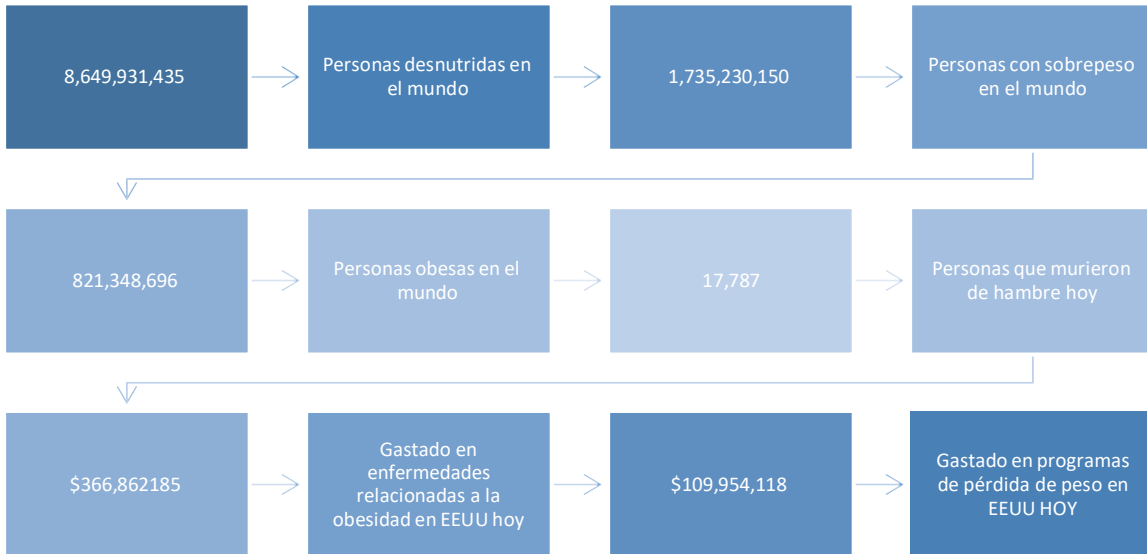 8,649,931,435
Personas desnutridas en
el mundo
1,735,230,150
Personas con sobrepeso
en el mundo
821,348,696
Personas obesas en el
mundo
17,787
Personas que murieron
de hambre hoy
$366,862185
Gastado en
enfermedades
relacionadas a la
obesidad en EEUU hoy
$109,954,118
Gastado en programas
de pérdida de peso en
EEUU HOY